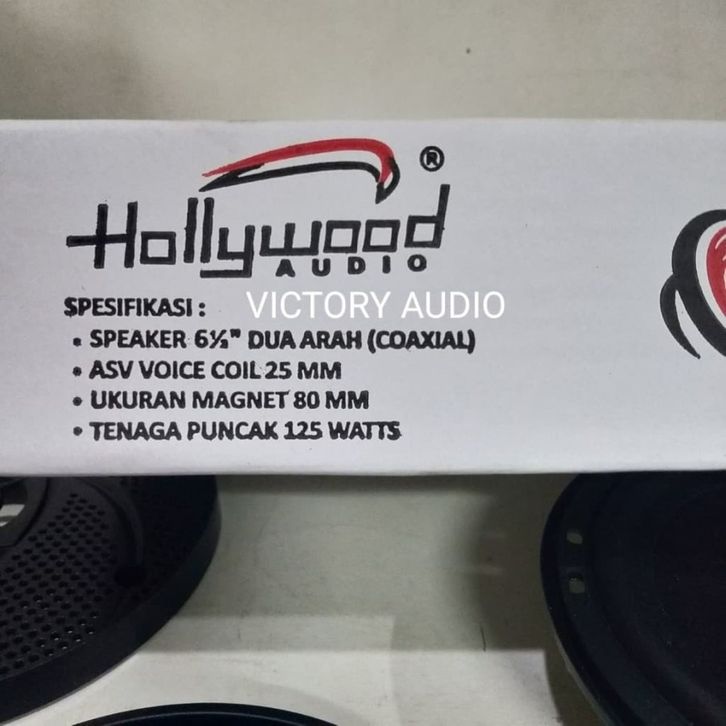 Hollywood ®
AUDIO
SPESIFIKASI : VICTORY AUDIO
• SPEAKER 6½" DUA ARAH (COAXIAL)
• ASV VOICE COIL 25 MM
• UKURAN MAGNET 80 MM
• TENAGA PUNCAK 125 WATTS